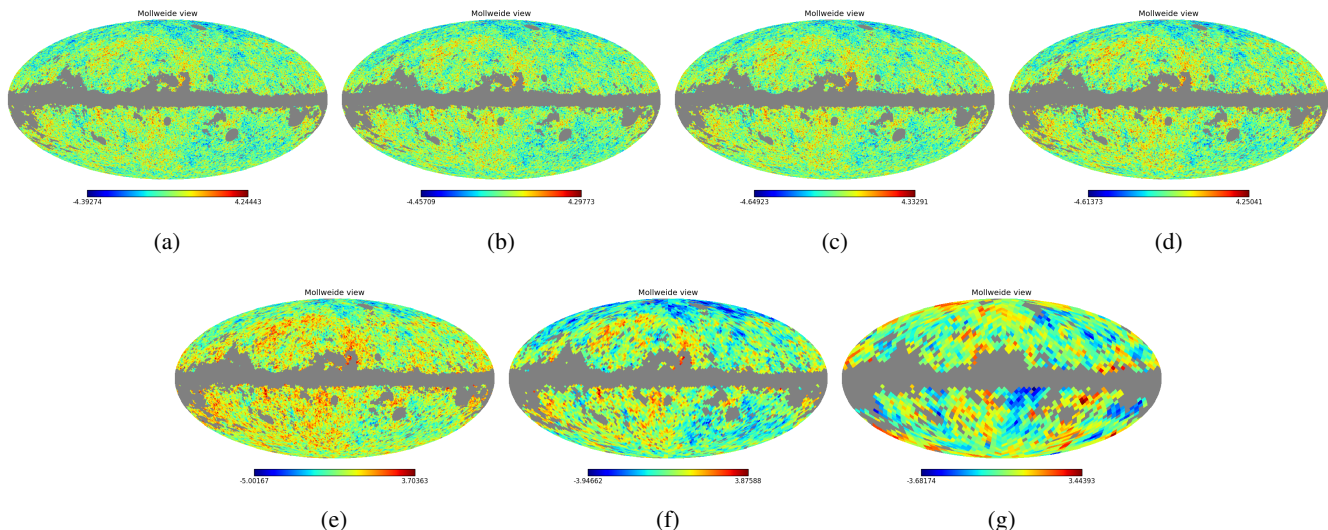 Mollweide view Mollweide view Mollweide view Mollweide view
-4.39274 4.24443 -4.45709 4.29773 -4.64923 4.33291 -4.61373 4.25041
(a) (b) (c) (d)
Mollweide view Mollweide view Mollweide view
-5.00167 3.70363 -3.94662 3.87588 -3.68174 3.44393
(e) (f) (g)